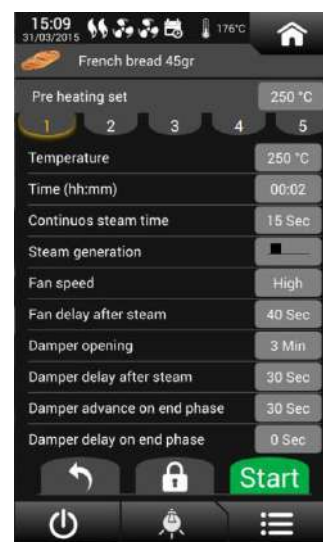 15:09
31/03/2015
176°C
French bread 45gr
Pre heating set 250 °C
1 2 3 4 5
Temperature 250 °C
Time (hh:mm) 00:02
Continuos steam time 15 Sec
Steam generation
Fan speed High
Fan delay after steam 40 Sec
Damper opening 3 Min
Damper delay after steam 30 Sec
Damper advance on end phase 30 Sec
Damper delay on end phase 0 Sec
Start